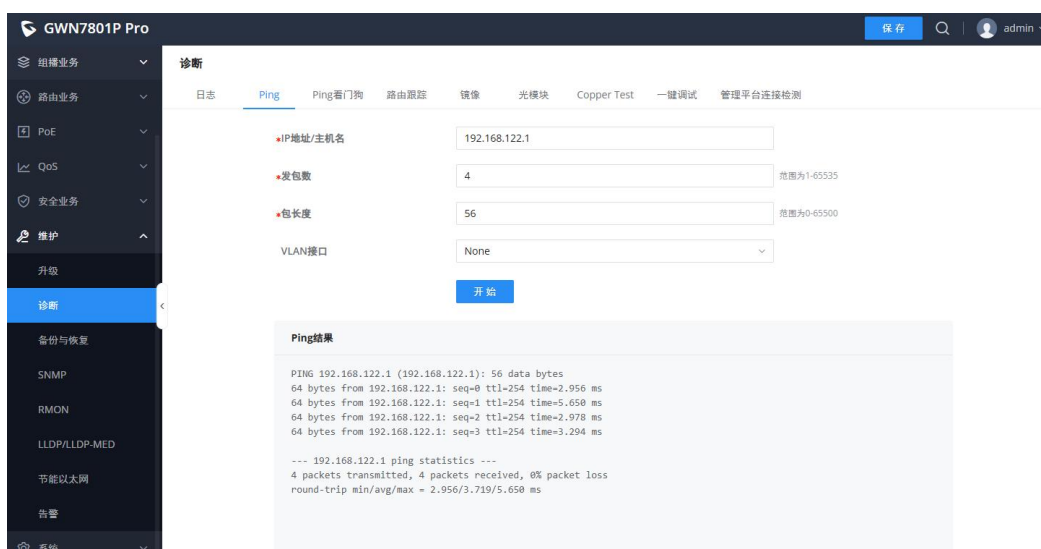 GWN7801P Pro
保存
admin
组播业务
路由业务
PoE
QoS
安全业务
维护
升级
诊断
备份与恢复
SNMP
RMON
LLDP/LLDP-MED
节能以太网
告警
系统
诊断
日志 Ping Ping看门狗 路由跟踪 镜像 光模块 Copper Test 一键调试 管理平台连接检测
*IP地址/主机名 192.168.122.1
*发包数 4 范围为1-65535
*包长度 56 范围为0-65500
VLAN接口 None
开始
Ping结果
PING 192.168.122.1 (192.168.122.1): 56 data bytes
64 bytes from 192.168.122.1: seq=0 ttl=254 time=2.956 ms
64 bytes from 192.168.122.1: seq=1 ttl=254 time=5.650 ms
64 bytes from 192.168.122.1: seq=2 ttl=254 time=2.978 ms
64 bytes from 192.168.122.1: seq=3 ttl=254 time=3.294 ms
--- 192.168.122.1 ping statistics ---
4 packets transmitted, 4 packets received, 0% packet loss
round-trip min/avg/max = 2.956/3.719/5.650 ms